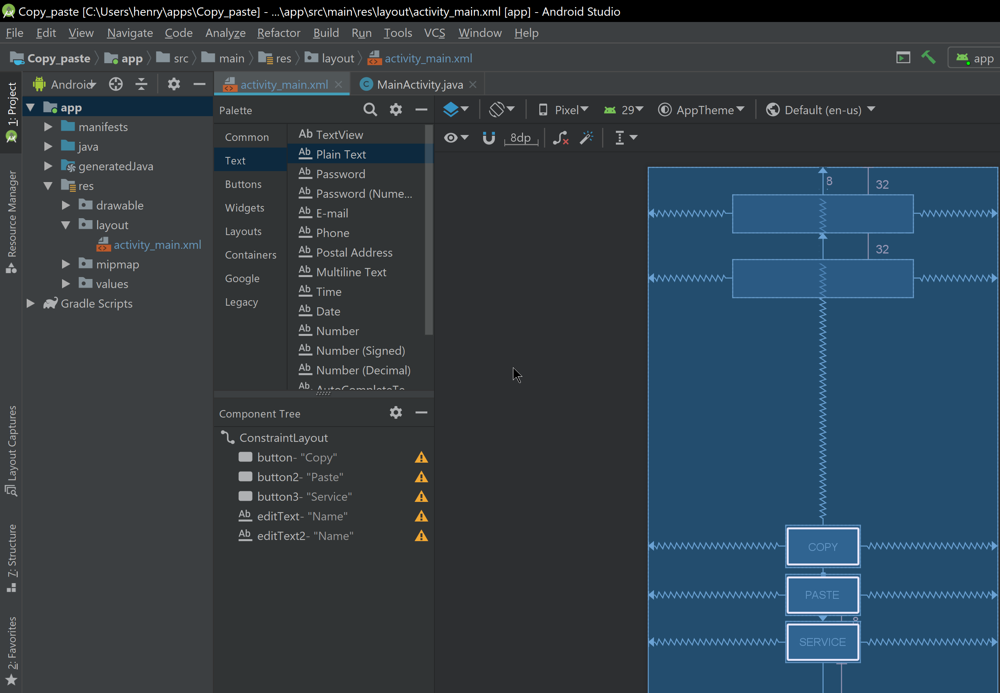 Copy_paste [C:\Users\henry\apps\Copy_paste] - ...\app\src\main\res\layout\activity_main.xml [app] - Android Studio
File Edit View Navigate Code Analyze Refactor Build Run Tools VCS Window Help
Copy_paste app src main res layout activity_main.xml app
1: Project
Resource Manager
Layout Captures
7: Structure
2: Favorites
Android
app
manifests
java
generatedJava
res
drawable
layout
activity_main.xml
mipmap
values
Gradle Scripts
activity_main.xml MainActivity.java
Palette
Common
Text
Buttons
Widgets
Layouts
Containers
Google
Legacy
Ab TextView
Ab Plain Text
Ab Password
Ab Password (Nume...
Ab E-mail
Ab Phone
Ab Postal Address
Ab Multiline Text
Ab Time
Ab Date
Ab Number
Ab Number (Signed)
Ab Number (Decimal)
Ab AutoCompleteTe
Component Tree
ConstraintLayout
button- "Copy"
button2- "Paste"
button3- "Service"
Ab editText- "Name"
Ab editText2- "Name"
Pixel 29 AppTheme Default (en-us)
8dp
8 32
32
COPY
PASTE
8
SERVICE